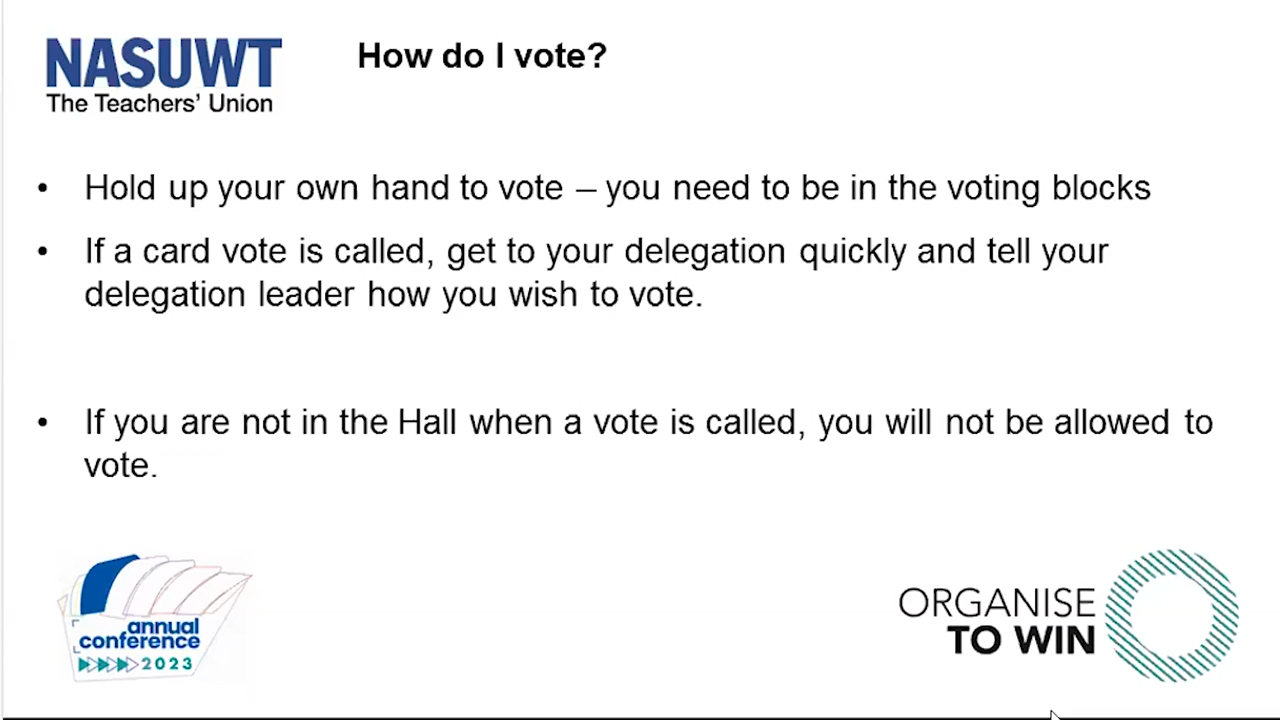 NASUWT
The Teachers' Union
How do I vote?
• Hold up your own hand to vote – you need to be in the voting blocks
• If a card vote is called, get to your delegation quickly and tell your
delegation leader how you wish to vote.
• If you are not in the Hall when a vote is called, you will not be allowed to
vote.
annual
conference
2023
ORGANISE
TO WIN